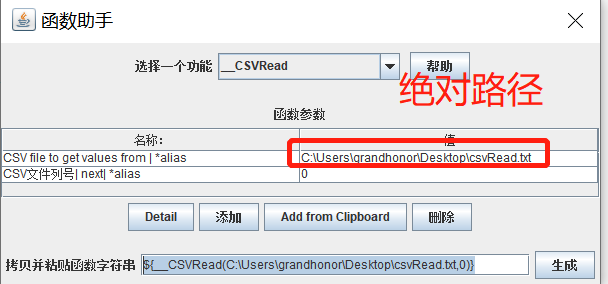 函数助手
选择一个功能 __CSVRead 帮助
绝对路径
函数参数
名称: 值
CSV file to get values from | *alias C:\Users\grandhonor\Desktop\csvRead.txt
CSV文件列号| next| *alias 0
Detail 添加 Add from Clipboard 删除
拷贝并粘贴函数字符串 ${__CSVRead(C:\Users\grandhonor\Desktop\csvRead.txt,0)} 生成